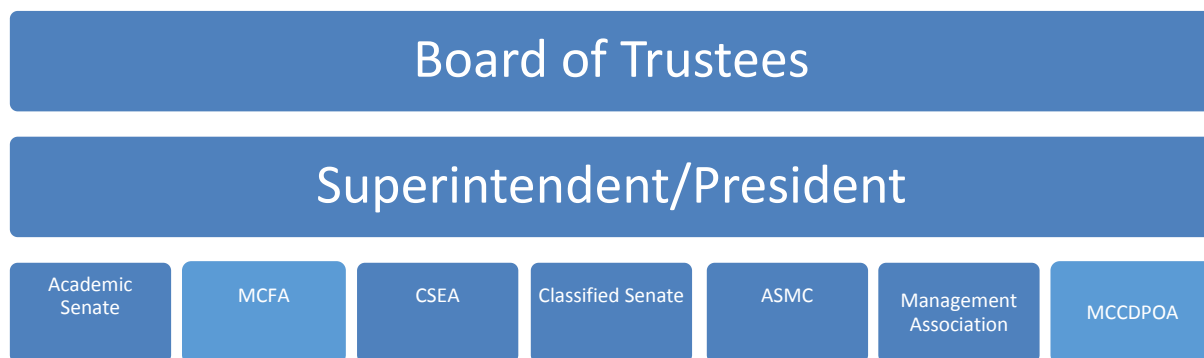 Board of Trustees
Superintendent/President
Academic
Senate
MCFA
CSEA
Classified Senate
ASMC
Management
Association
MCCDPOA